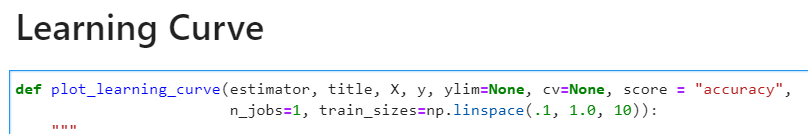 Learning Curve
def plot_learning_curve(estimator, title, X, y, ylim=None, cv=None, score = "accuracy",
n_jobs=1, train_sizes=np.linspace(.1, 1.0, 10)):
"""